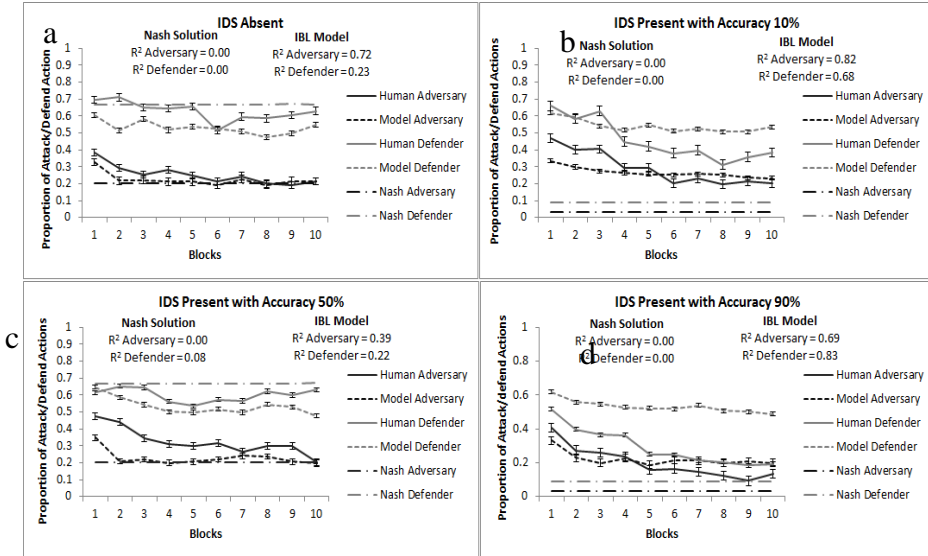 a
IDS Absent
Nash Solution
R² Adversary = 0.00
R² Defender = 0.00
IBL Model
R² Adversary = 0.72
R² Defender = 0.23
Proportion of Attack/Defend Action
1
0.9
0.8
0.7
0.6
0.5
0.4
0.3
0.2
0.1
0
1 2 3 4 5 6 7 8 9 10
Blocks
Human Adversary
Model Adversary
Human Defender
Model Defender
Nash Adversary
Nash Defender
b
IDS Present with Accuracy 10%
Nash Solution
R² Adversary = 0.00
R² Defender = 0.00
IBL Model
R² Adversary = 0.82
R² Defender = 0.68
Proportion of Attack/Defend Actions
1
0.9
0.8
0.7
0.6
0.5
0.4
0.3
0.2
0.1
0
1 2 3 4 5 6 7 8 9 10
Blocks
Human Adversary
Model Adversary
Human Defender
Model Defender
Nash Adversary
Nash Defender
c
IDS Present with Accuracy 50%
Nash Solution
R² Adversary = 0.00
R² Defender = 0.08
IBL Model
R² Adversary = 0.39
R² Defender = 0.22
Proportion of Attack/Defend Actions
1
0.9
0.8
0.7
0.6
0.5
0.4
0.3
0.2
0.1
0
1 2 3 4 5 6 7 8 9 10
Blocks
Human Adversary
Model Adversary
Human Defender
Model Defender
Nash Adversary
Nash Defender
d
IDS Present with Accuracy 90%
Nash Solution
R² Adversary = 0.00
R² Defender = 0.00
IBL Model
R² Adversary = 0.69
R² Defender = 0.83
Proportion of Attack/defend Actions
1
0.8
0.6
0.4
0.2
0
1 2 3 4 5 6 7 8 9 10
Blocks
Human Adversary
Model Adversary
Human Defender
Model Defender
Nash Adversary
Nash Defender